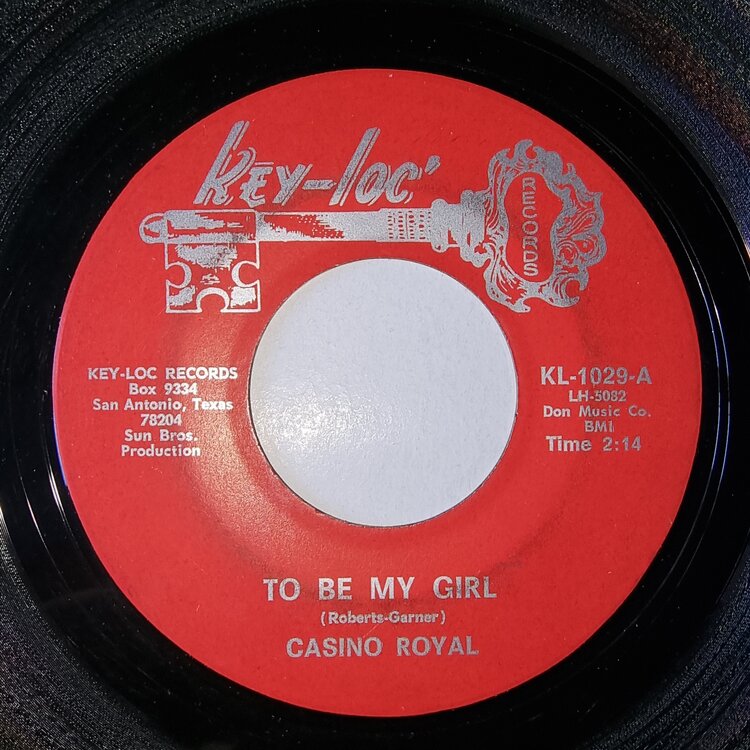 KEY-LOC'
RECORDS
KEY-LOC RECORDS
Box 9334
San Antonio, Texas
78204
Sun Bros.
Production
KL-1029-A
LH-5082
Don Music Co.
BMI
Time 2:14
TO BE MY GIRL
(Roberts-Garner)
CASINO ROYAL